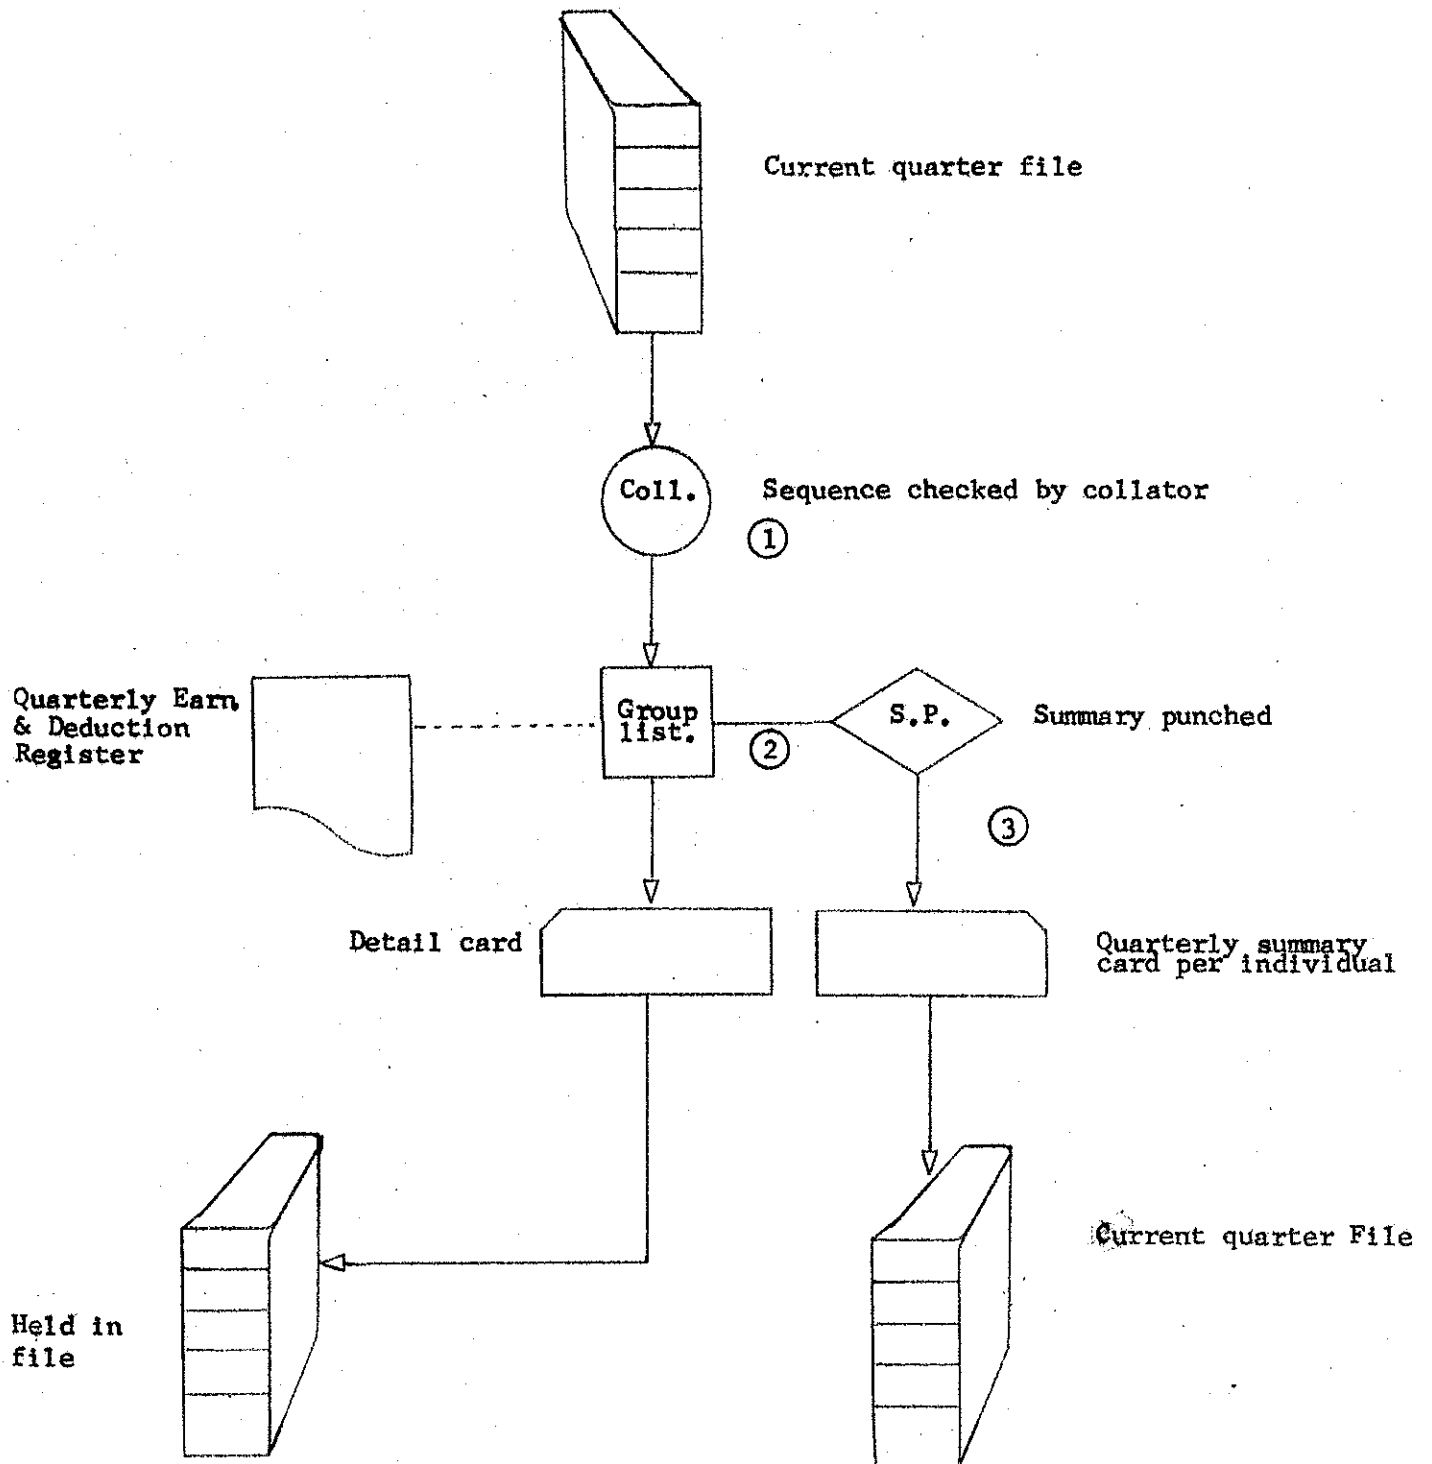 Current quarter file
Coll.
Sequence checked by collator
1
Quarterly Earn.
& Deduction
Register
Group
list.
2
S.P.
Summary punched
3
Detail card
Quarterly summary
card per individual
Current quarter File
Held in
file